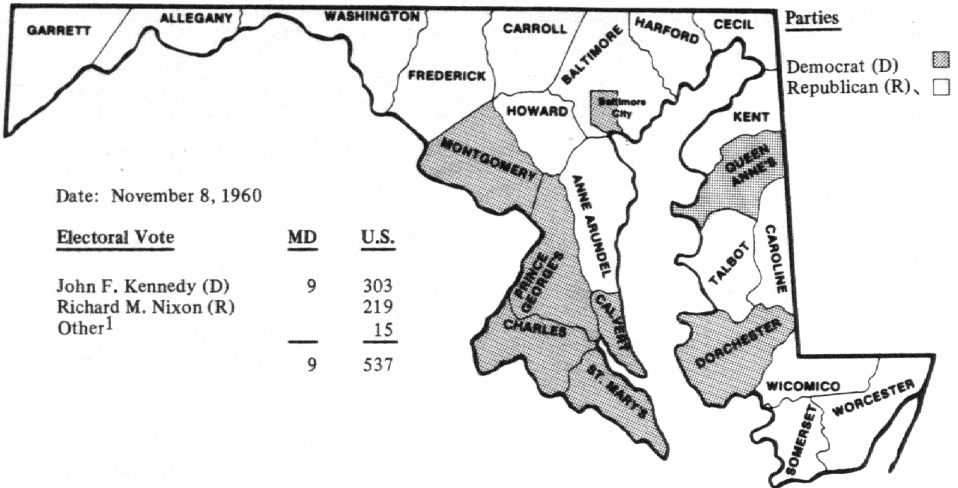 GARRETT
ALLEGANY
WASHINGTON
FREDERICK
CARROLL
BALTIMORE
HARFORD
CECIL
Parties
Democrat (D)
Republican (R)
HOWARD
Baltimore
City
KENT
MONTGOMERY
QUEEN
ANNE'S
Date: November 8, 1960
ANNE ARUNDEL
Electoral Vote MD U.S.
TALBOT
CAROLINE
John F. Kennedy (D) 9 303
Richard M. Nixon (R) 219
Other1 15
9 537
PRINCE
GEORGE'S
CALVERT
CHARLES
DORCHESTER
ST. MARY'S
WICOMICO
WORCESTER
SOMERSET